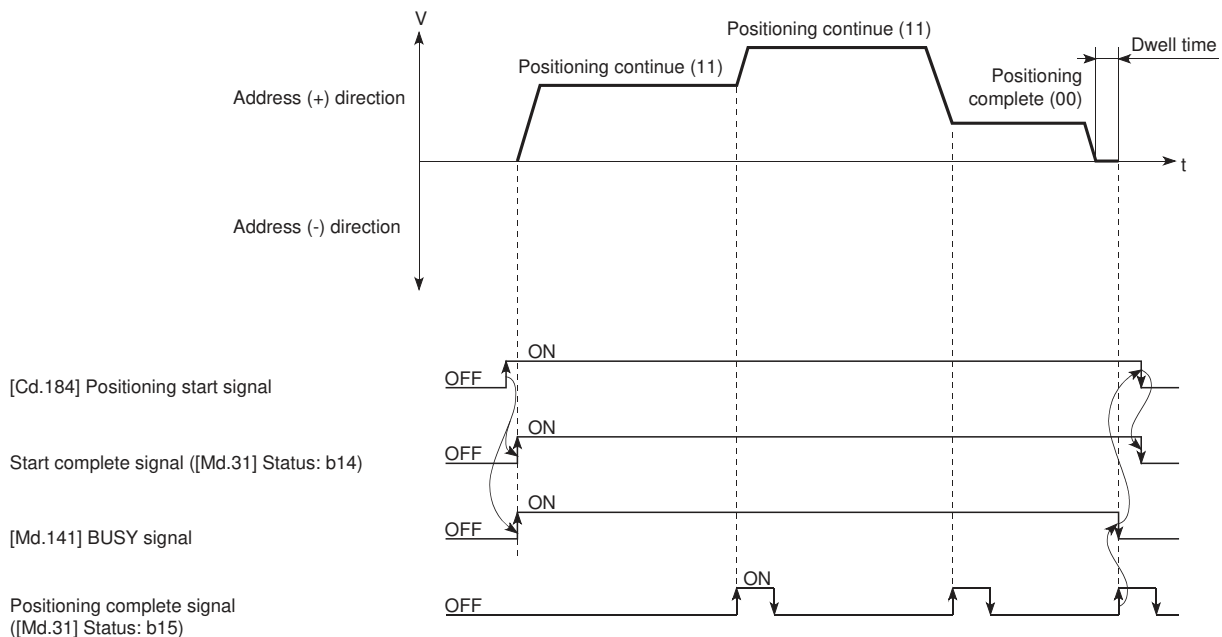 V
Positioning continue (11)
Dwell time
Positioning continue (11)
Positioning
complete (00)
Address (+) direction
t
Address (-) direction
ON
OFF
[Cd.184] Positioning start signal
ON
OFF
Start complete signal ([Md.31] Status: b14)
ON
OFF
[Md.141] BUSY signal
ON
OFF
Positioning complete signal
([Md.31] Status: b15)